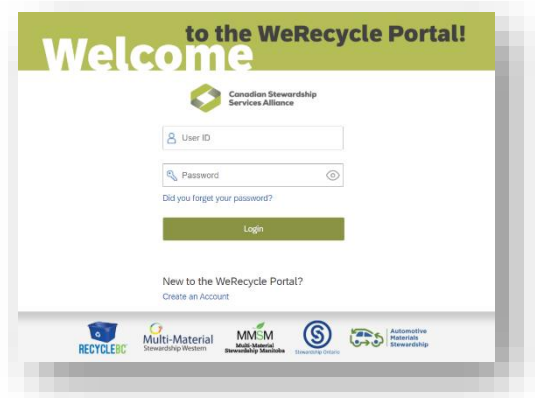 Welcome to the WeRecycle Portal!
Canadian Stewardship
Services Alliance
User ID
Password
Did you forget your password?
Login
New to the WeRecycle Portal?
Create an Account
RECYCLEBC
Multi-Material
Stewardship Western
MMSM
Multi-Material
Stewardship Manitoba
Stewardship Ontario
Automotive
Materials
Stewardship